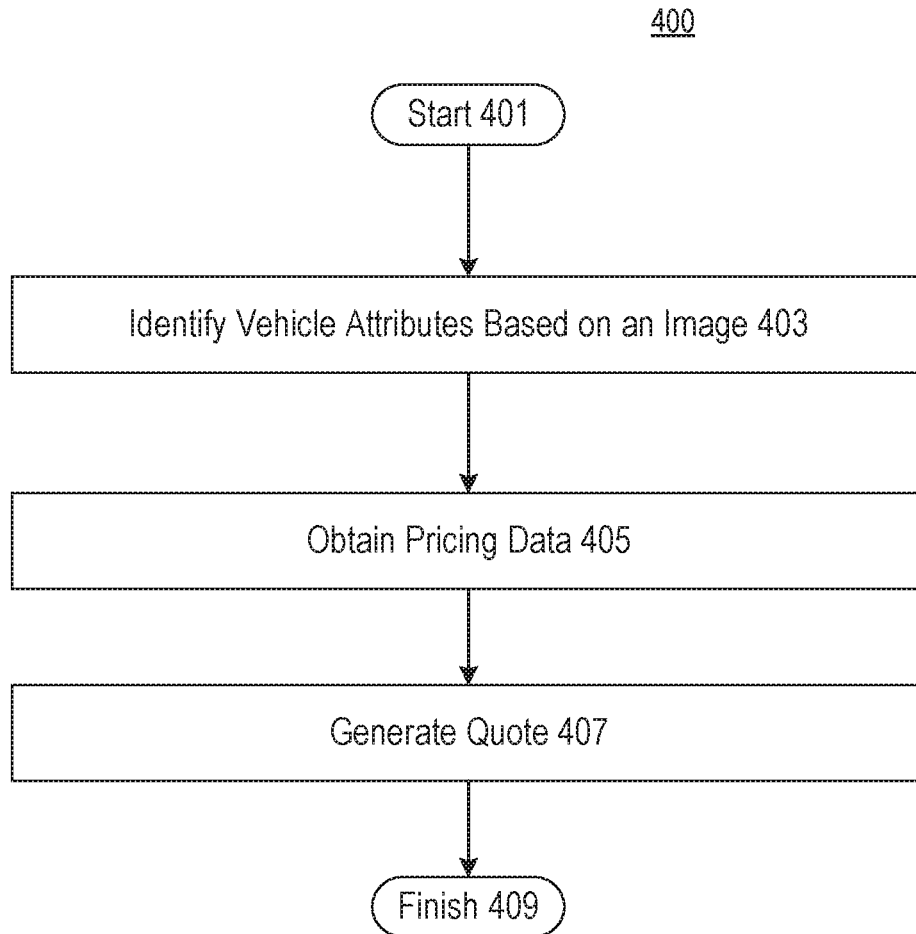 400
Start 401
Identify Vehicle Attributes Based on an Image 403
Obtain Pricing Data 405
Generate Quote 407
Finish 409